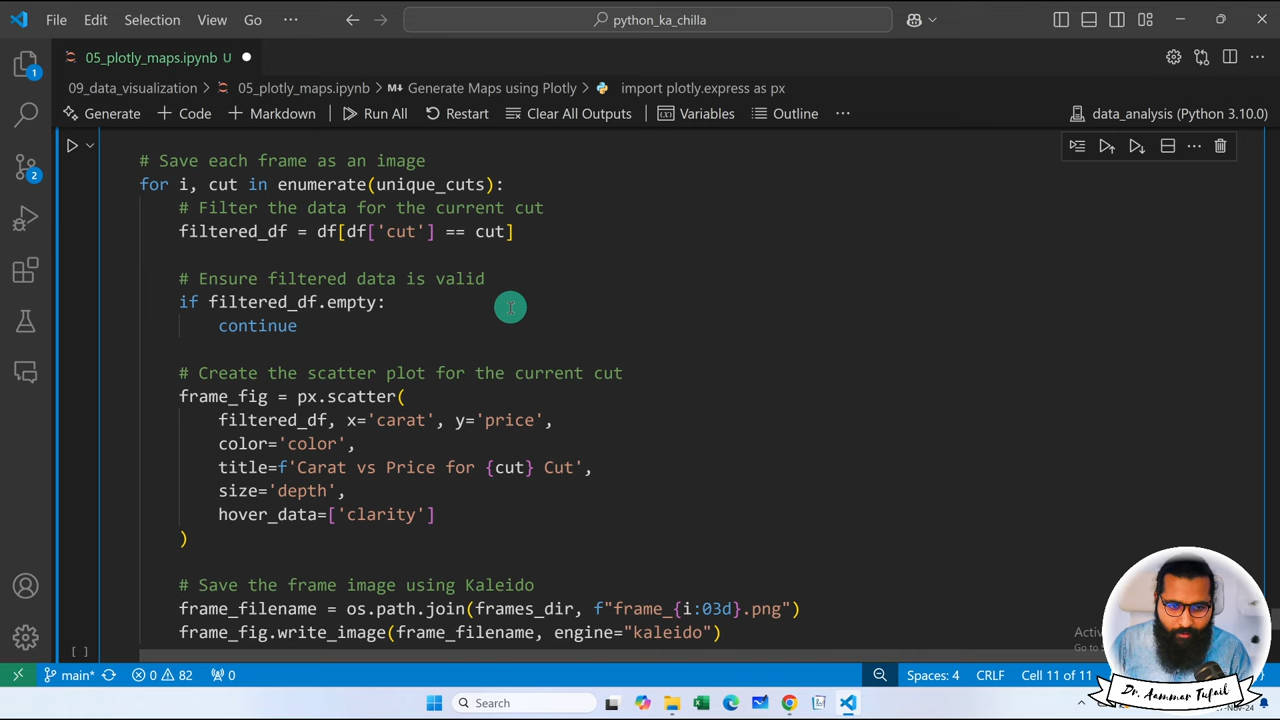 File Edit Selection View Go ··· python_ka_chilla
05_plotly_maps.ipynb U
09_data_visualization > 05_plotly_maps.ipynb > Generate Maps using Plotly > import plotly.express as px
Generate + Code + Markdown Run All Restart Clear All Outputs Variables Outline ··· data_analysis (Python 3.10.0)
# Save each frame as an image
for i, cut in enumerate(unique_cuts):
# Filter the data for the current cut
filtered_df = df[df['cut'] == cut]
# Ensure filtered data is valid
if filtered_df.empty:
continue
# Create the scatter plot for the current cut
frame_fig = px.scatter(
filtered_df, x='carat', y='price',
color='color',
title=f'Carat vs Price for {cut} Cut',
size='depth',
hover_data=['clarity']
)
# Save the frame image using Kaleido
frame_filename = os.path.join(frames_dir, f"frame_{i:03d}.png")
frame_fig.write_image(frame_filename, engine="kaleido")
[ ]
1
2
main* 0 82 0 Spaces: 4 CRLF Cell 11 of 11
Search
Dr. Aammar Tufail